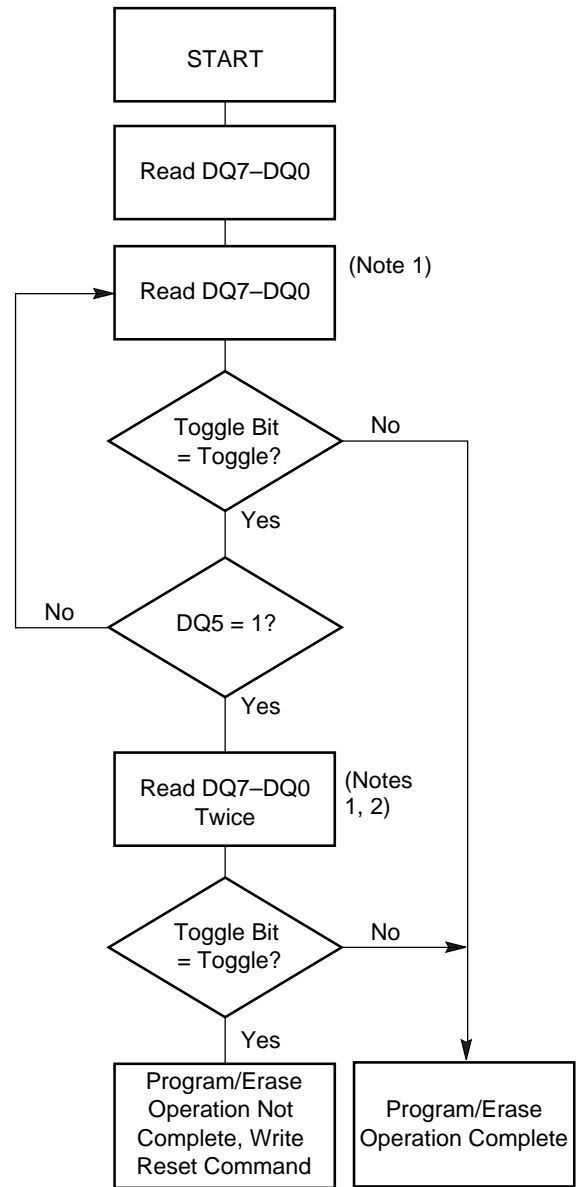 START
Read DQ7–DQ0
Read DQ7–DQ0
(Note 1)
Toggle Bit
= Toggle?
No
Yes
DQ5 = 1?
No
Yes
Read DQ7–DQ0
Twice
(Notes
1, 2)
Toggle Bit
= Toggle?
No
Yes
Program/Erase
Operation Not
Complete, Write
Reset Command
Program/Erase
Operation Complete